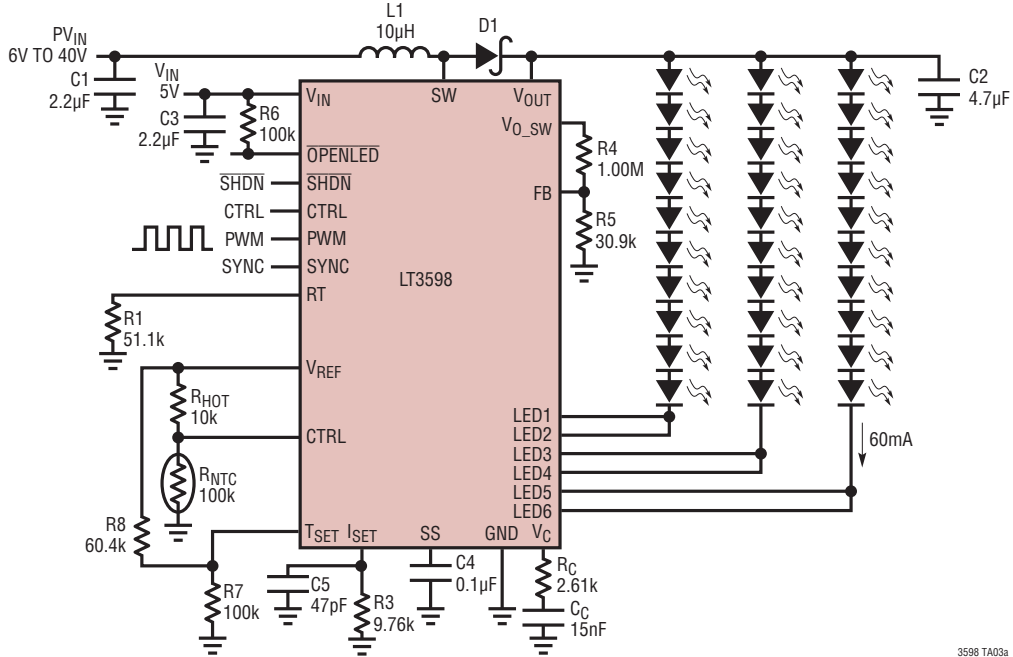 L1
10µH
D1
PVIN
6V TO 40V
C1
2.2µF
VIN
5V
C3
2.2µF
R6
100k
C2
4.7µF
VIN
SW
VOUT
VO_SW
R4
1.00M
OPENLED
FB
R5
30.9k
SHDN
SHDN
CTRL
CTRL
PWM
PWM
SYNC
SYNC
LT3598
RT
R1
51.1k
VREF
RHOT
10k
CTRL
RNTC
100k
LED1
LED2
LED3
LED4
LED5
LED6
60mA
R8
60.4k
TSET
ISET
SS
GND
VC
R7
100k
C5
47pF
R3
9.76k
C4
0.1µF
RC
2.61k
CC
15nF
3598 TA03a